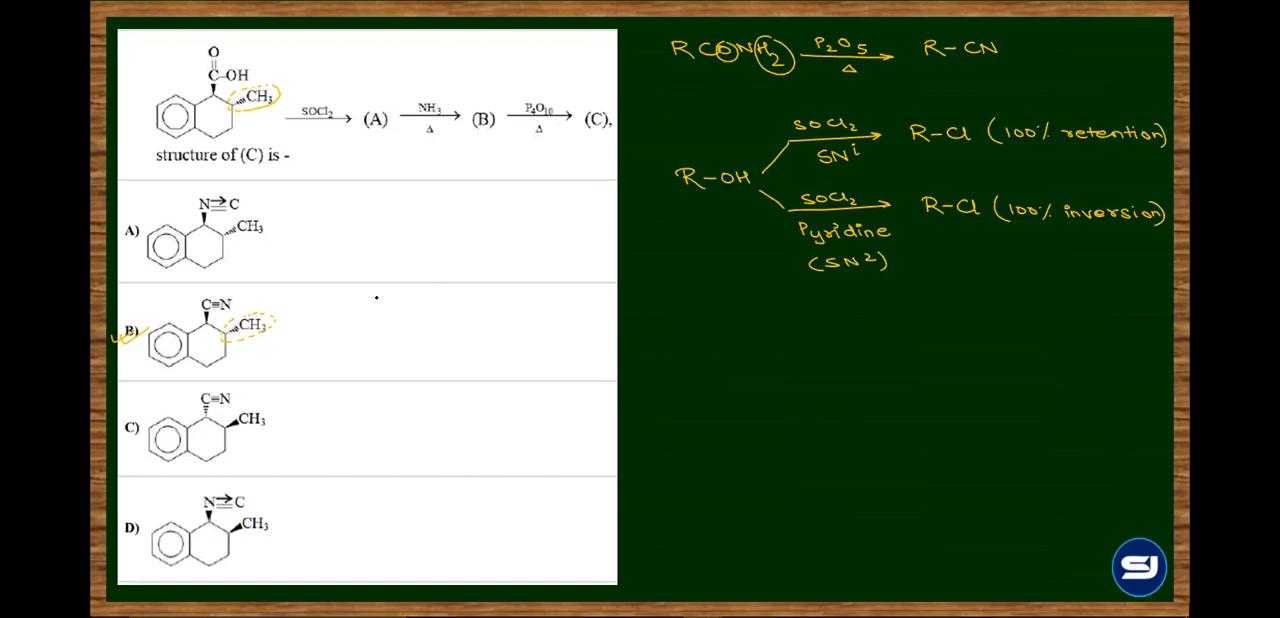 O
C–OH
CH₃
SOCl₂ (A) NH₃ Δ (B) P₄O₁₀ Δ (C),
structure of (C) is -
A) N≡C CH₃
B) C≡N CH₃
C) C≡N CH₃
D) N≡C CH₃
RCONH₂ P₂O₅ Δ R–CN
SOCl₂ SNⁱ R–Cl (100% retention)
R–OH
SOCl₂ R–Cl (100% inversion)
Pyridine
(SN²)
SJ